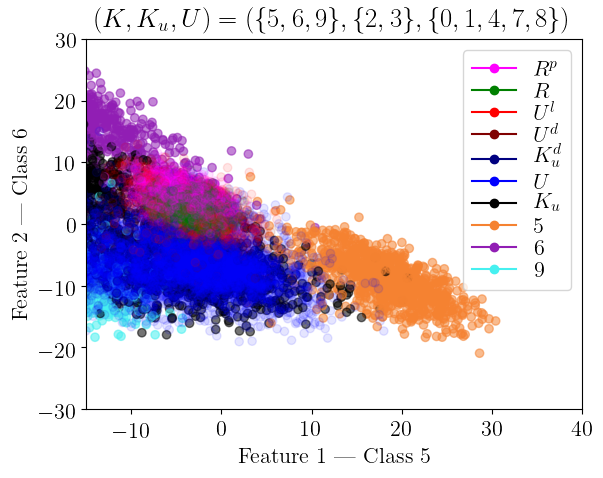 (K, K_u, U) = ({5, 6, 9}, {2, 3}, {0, 1, 4, 7, 8})
30
20
10
0
−10
−20
−30
Feature 2 — Class 6
R^p
R
U^l
U^d
K_u^d
U
K_u
5
6
9
−10 0 10 20 30 40
Feature 1 — Class 5